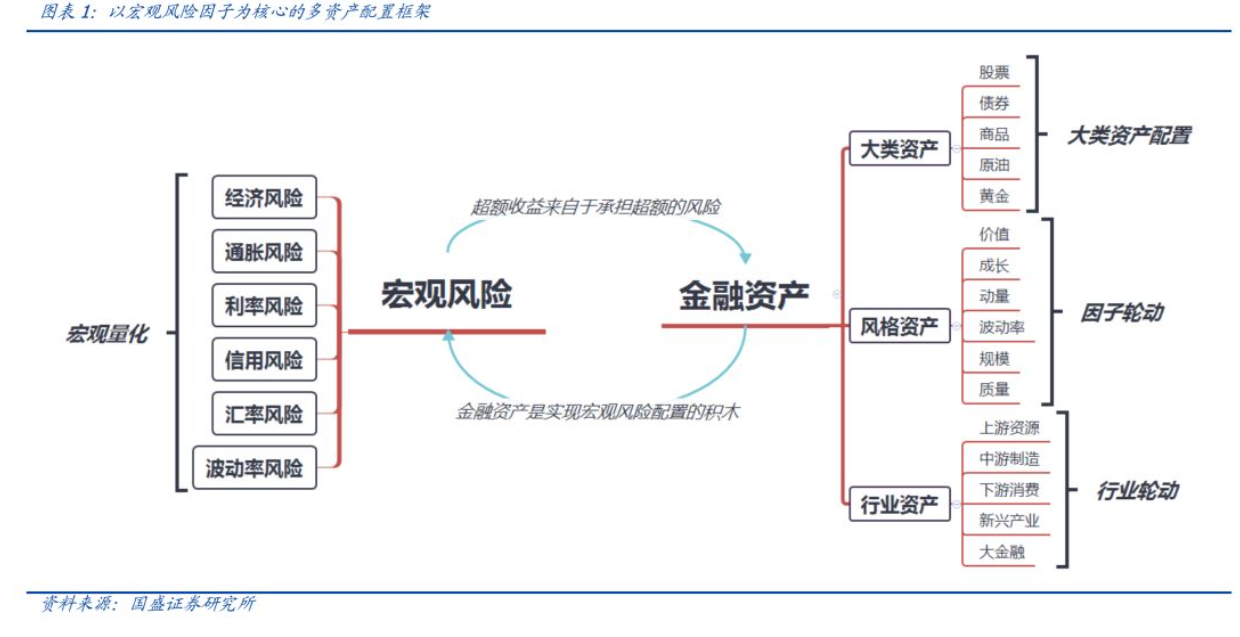 图表 1：以宏观风险因子为核心的多资产配置框架
宏观量化
经济风险
通胀风险
利率风险
信用风险
汇率风险
波动率风险
宏观风险
超额收益来自于承担超额的风险
金融资产是实现宏观风险配置的积木
金融资产
大类资产
股票
债券
商品
原油
黄金
大类资产配置
风格资产
价值
成长
动量
波动率
规模
质量
因子轮动
行业资产
上游资源
中游制造
下游消费
新兴产业
大金融
行业轮动
资料来源：国盛证券研究所